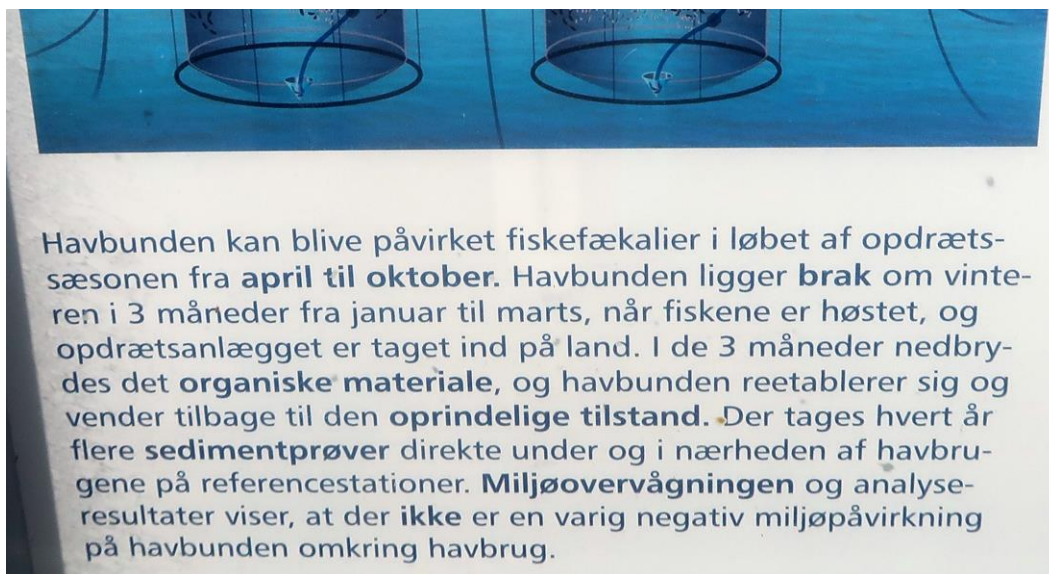 Havbunden kan blive påvirket fiskefækalier i løbet af opdræts-
sæsonen fra april til oktober. Havbunden ligger brak om vinte-
ren i 3 måneder fra januar til marts, når fiskene er høstet, og
opdrætsanlægget er taget ind på land. I de 3 måneder nedbry-
des det organiske materiale, og havbunden reetablerer sig og
vender tilbage til den oprindelige tilstand. Der tages hvert år
flere sedimentprøver direkte under og i nærheden af havbru-
gene på referencestationer. Miljøovervågningen og analyse-
resultater viser, at der ikke er en varig negativ miljøpåvirkning
på havbunden omkring havbrug.